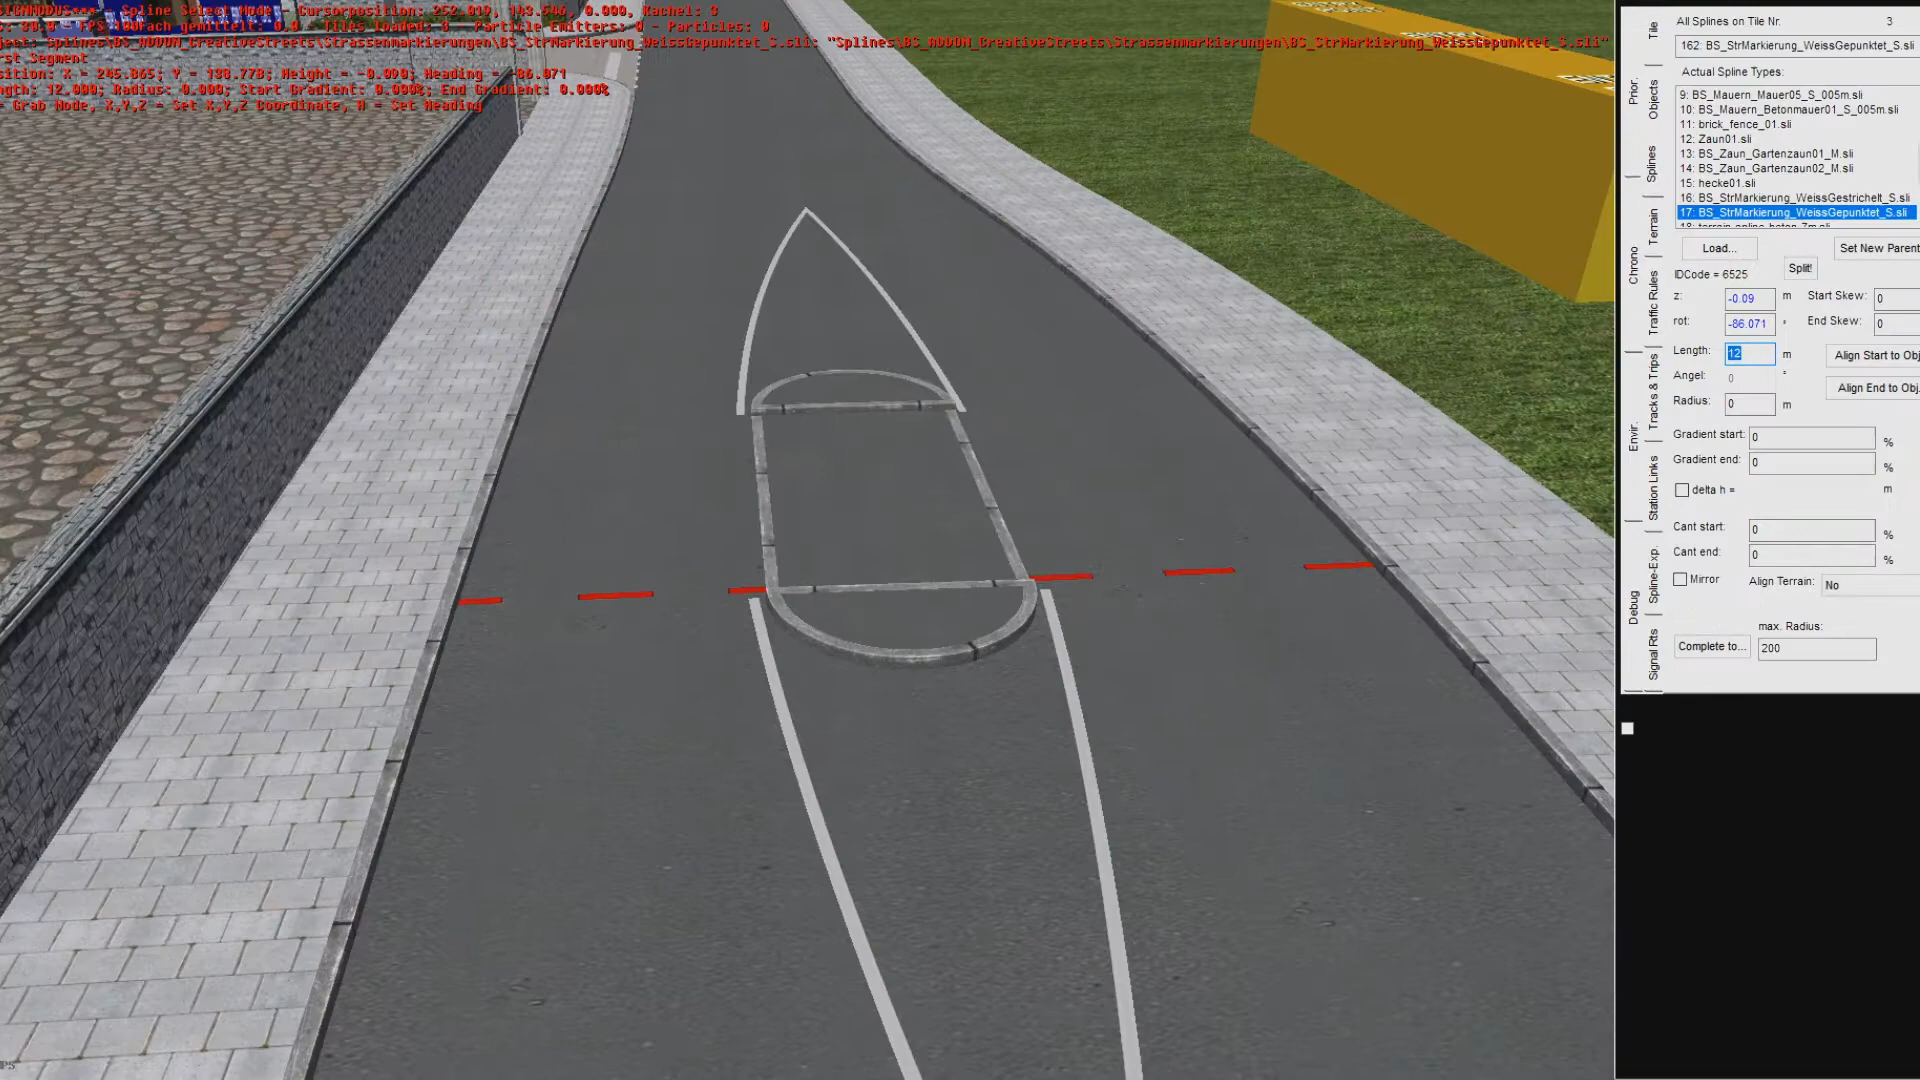 SIGNMODUS*** - Spline Select Mode - Cursorposition: 252.019, 143.546, 0.000, Kachel: 3
FPS 100fach gemittelt: 0.0 - Tiles loaded: 0 - Particle Emitters: 0 - Particles: 0
ject: Splines\BS_ADDON_CreativeStreets\Strassenmarkierungen\BS_StrMarkierung_WeissGepunktet_S.sli: "Splines\BS_ADDON_CreativeStreets\Strassenmarkierungen\BS_StrMarkierung_WeissGepunktet_S.sli"
rst Segment
sition: X = 245.865; Y = 138.778; Height = -0.090; Heading = -86.071
ngth: 12.000; Radius: 0.000; Start Gradient: 0.000%; End Gradient: 0.000%
= Grab Mode, X,Y,Z = Set X,Y,Z Coordinate, H = Set Heading
All Splines on Tile Nr. 3
162: BS_StrMarkierung_WeissGepunktet_S.sli
Actual Spline Types:
9: BS_Mauern_Mauer05_S_005m.sli
10: BS_Mauern_Betonmauer01_S_005m.sli
11: brick_fence_01.sli
12: Zaun01.sli
13: BS_Zaun_Gartenzaun01_M.sli
14: BS_Zaun_Gartenzaun02_M.sli
15: hecke01.sli
16: BS_StrMarkierung_WeissGestrichelt_S.sli
17: BS_StrMarkierung_WeissGepunktet_S.sli
Load...
Set New Parent
IDCode = 6525
Split!
z: -0.09 m
Start Skew: 0
rot: -86.071 °
End Skew: 0
Length: 12 m
Align Start to Obj
Angel: 0 °
Align End to Obj.
Radius: 0 m
Gradient start: 0 %
Gradient end: 0 %
delta h = m
Cant start: 0 %
Cant end: 0 %
Mirror
Align Terrain: No
max. Radius:
Complete to... 200
Tile
Objects
Splines
Terrain
Traffic Rules
Tracks & Trips
Station Links
Spline-Exp.
Signal Rts
Prior.
Chrono
Envir.
Debug